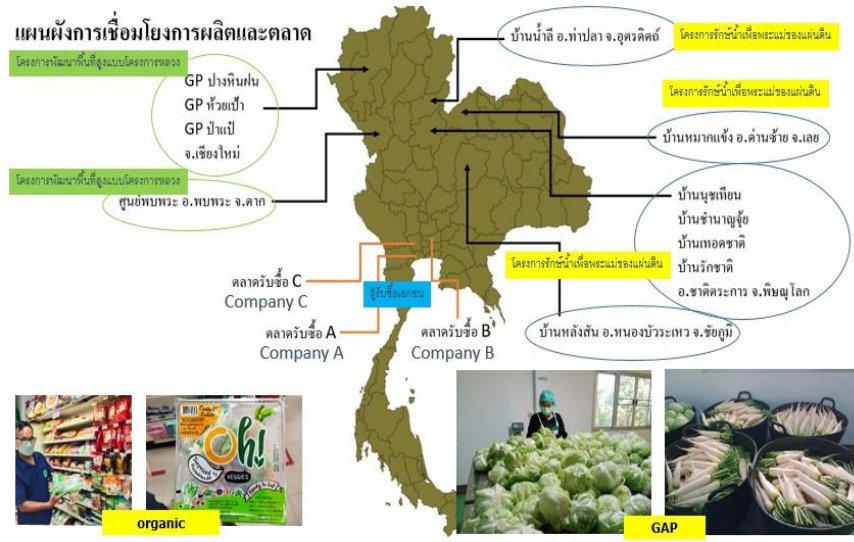 แผนผังการเชื่อมโยงการผลิตและตลาด
โครงการพัฒนาพื้นที่สูงแบบโครงการหลวง
GP ปางหินฝน
GP ห้วยเป้า
GP ป่าแป๋
จ.เชียงใหม่
โครงการพัฒนาพื้นที่สูงแบบโครงการหลวง
ศูนย์พบพระ อ.พบพระ จ.ตาก
บ้านน้ำลี อ.ท่าปลา จ.อุตรดิตถ์
โครงการรักษ์น้ำเพื่อพระแม่ของแผ่นดิน
โครงการรักษ์น้ำเพื่อพระแม่ของแผ่นดิน
บ้านหมากแข้ง อ.ด่านซ้าย จ.เลย
บ้านนุชเทียน
บ้านชำนาญจุ้ย
บ้านเทอดชาติ
บ้านรักชาติ
อ.ชาติตระการ จ.พิษณุโลก
โครงการรักษ์น้ำเพื่อพระแม่ของแผ่นดิน
บ้านหลังสัน อ.หนองบัวระเหว จ.ชัยภูมิ
ตลาดรับซื้อ C
Company C
ผู้รับซื้อเอกชน
ตลาดรับซื้อ A
Company A
ตลาดรับซื้อ B
Company B
Oh!
VEGGIES
organic
GAP